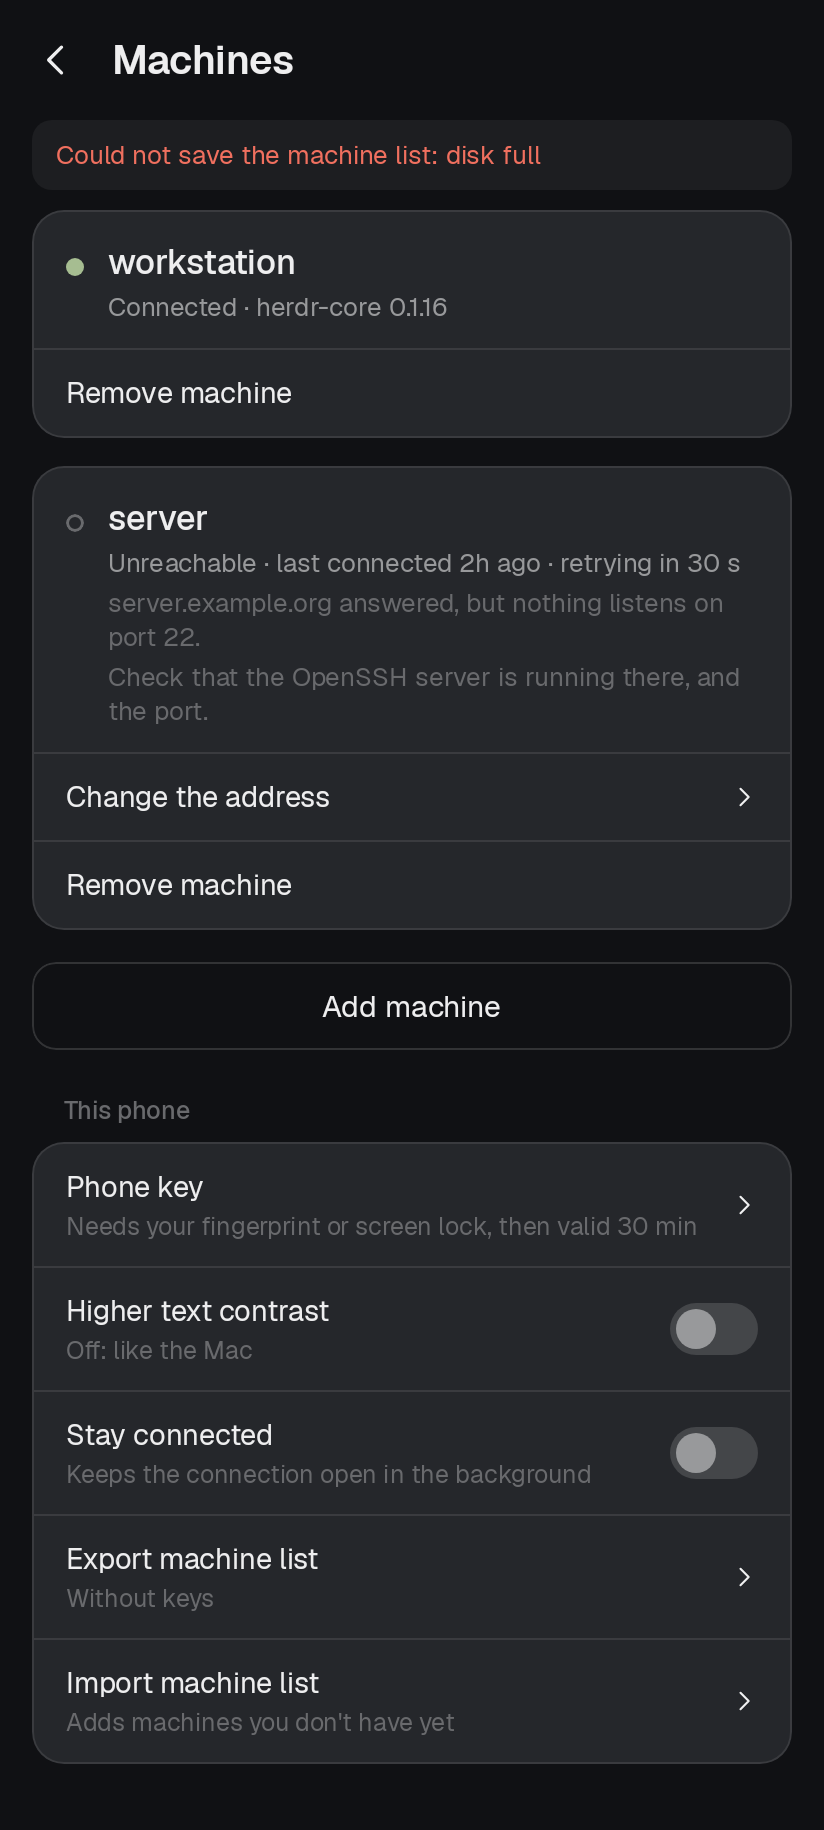 Machines
Could not save the machine list: disk full
workstation
Connected · herdr-core 0.1.16
Remove machine
server
Unreachable · last connected 2h ago · retrying in 30 s
server.example.org answered, but nothing listens on
port 22.
Check that the OpenSSH server is running there, and
the port.
Change the address
Remove machine
Add machine
This phone
Phone key
Needs your fingerprint or screen lock, then valid 30 min
Higher text contrast
Off: like the Mac
Stay connected
Keeps the connection open in the background
Export machine list
Without keys
Import machine list
Adds machines you don't have yet